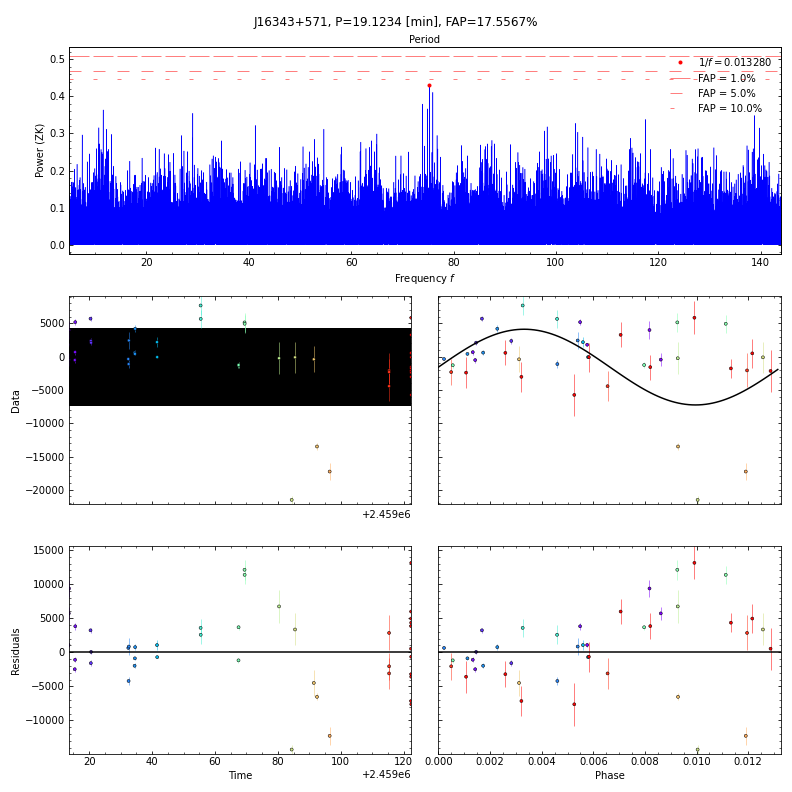 J16343+571, P=19.1234 [min], FAP=17.5567%
Period
Power (ZK)
0.5
0.4
0.3
0.2
0.1
0.0
1/f = 0.013280
FAP = 1.0%
FAP = 5.0%
FAP = 10.0%
20 40 60 80 100 120 140
Frequency f
Data
5000
0
−5000
−10000
−15000
−20000
+2.459e6
Residuals
15000
10000
5000
0
−5000
−10000
20 40 60 80 100 120
Time
+2.459e6
0.000 0.002 0.004 0.006 0.008 0.010 0.012
Phase